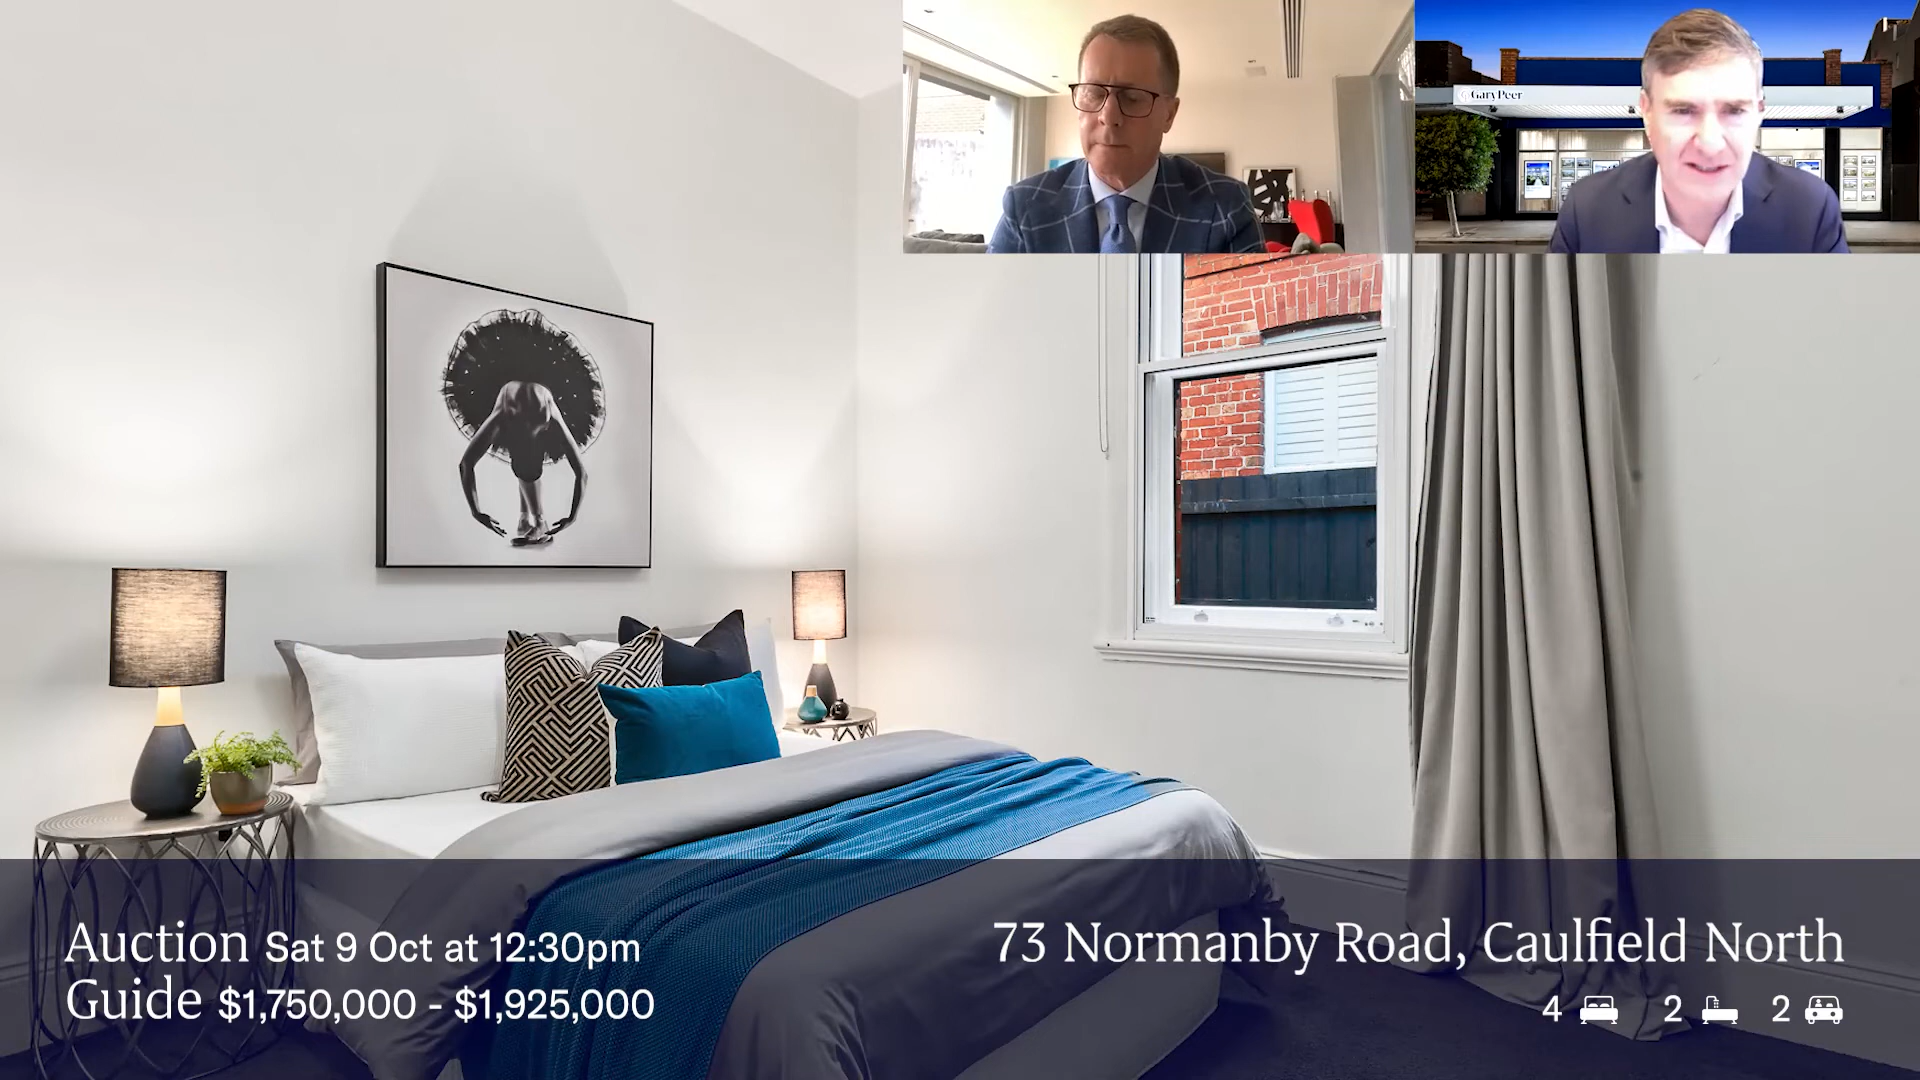 GaryPeer
Auction Sat 9 Oct at 12:30pm
Guide $1,750,000 - $1,925,000
73 Normanby Road, Caulfield North
4 2 2